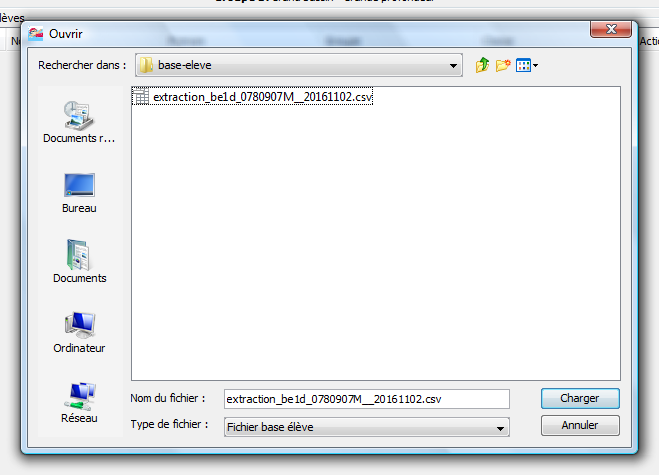 élèves
Ouvrir
Rechercher dans :
base-eleve
extraction_be1d_0780907M__20161102.csv
Documents r...
Bureau
Documents
Ordinateur
Réseau
Nom du fichier :
extraction_be1d_0780907M__20161102.csv
Charger
Type de fichier :
Fichier base élève
Annuler